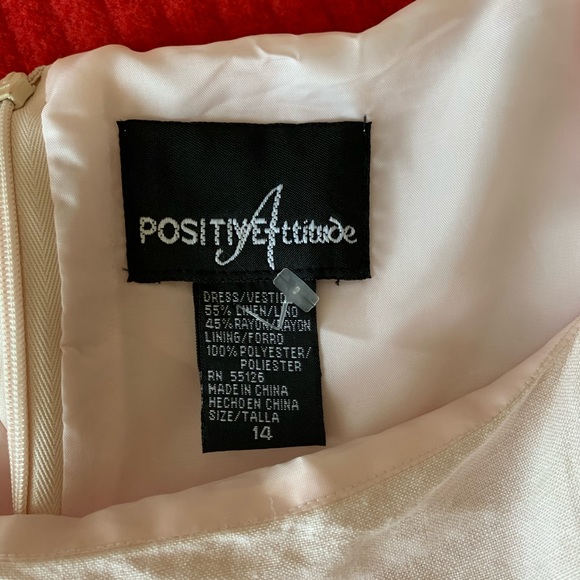 POSITIVE Attitude
DRESS/VESTIDO
55% LINEN/LINO
45% RAYON/RAYON
LINING/FORRO
100% POLYESTER/
POLIESTER
RN 55126
MADE IN CHINA
HECHO EN CHINA
SIZE/TALLA
14